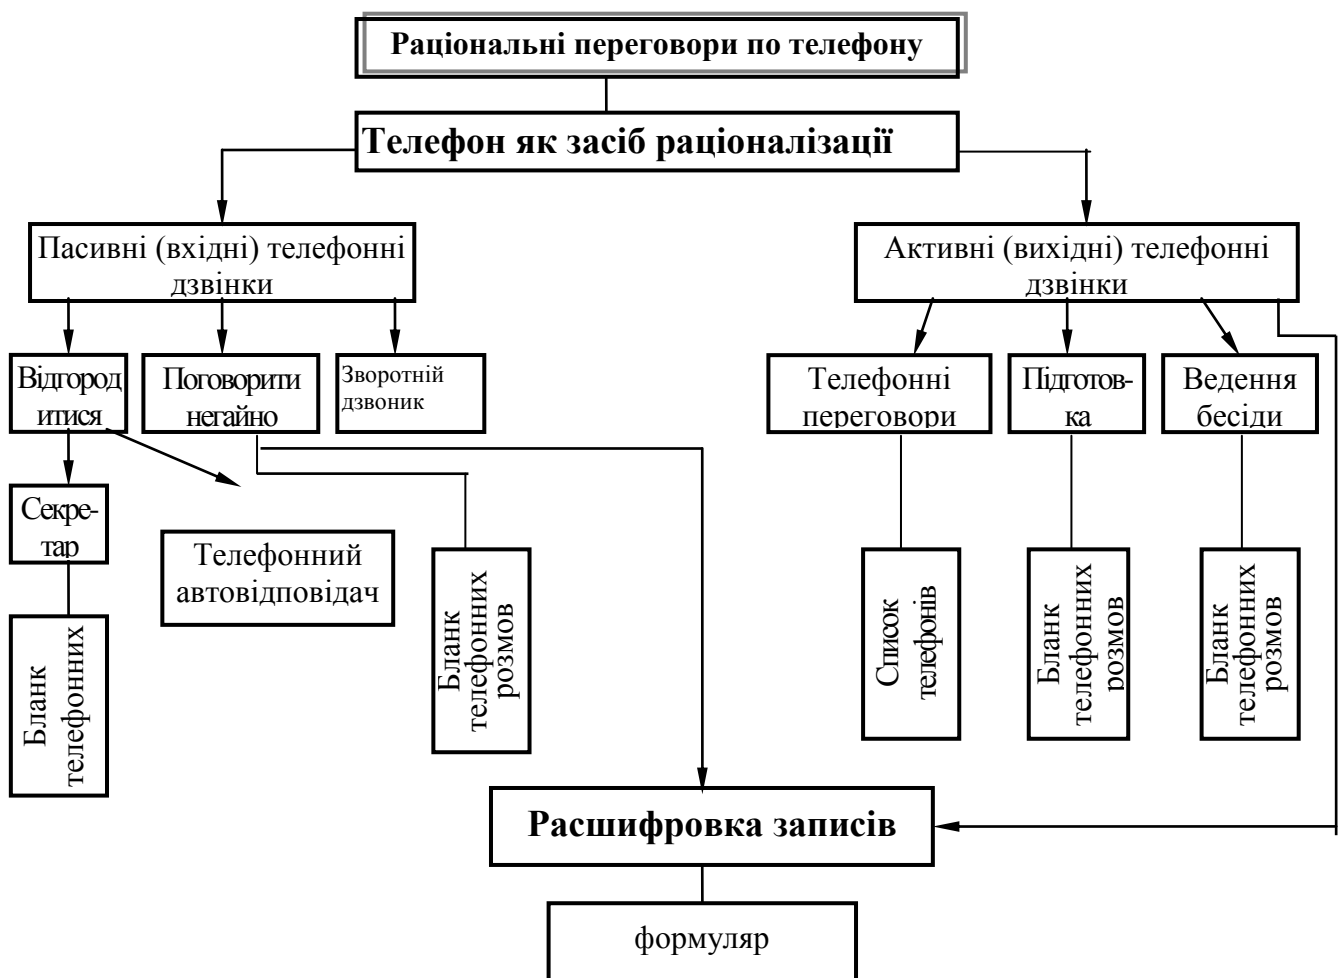 Раціональні переговори по телефону
Телефон як засіб раціоналізації
Пасивні (вхідні) телефонні
дзвінки
Активні (вихідні) телефонні
дзвінки
Відгород
итися
Поговорити
негайно
Зворотній
дзвоник
Телефонні
переговори
Підготов-
ка
Ведення
бесіди
Секре-
тар
Телефонний
автовідповідач
Бланк
телефонних
Бланк
телефонних
розмов
Список
телефонів
Бланк
телефонних
розмов
Бланк
телефонних
розмов
Расшифровка записів
формуляр